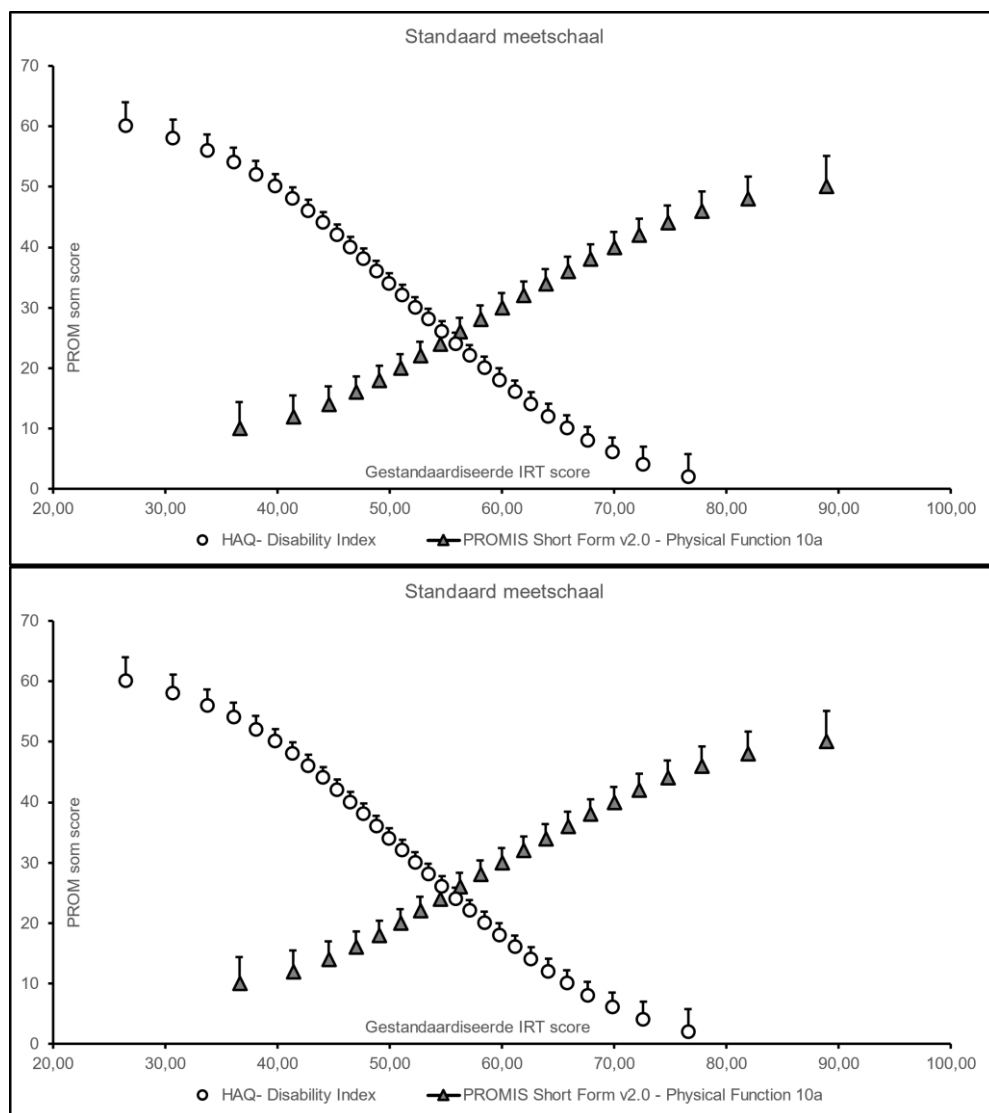 Standaard meetschaal
70
60
50
40
30
20
10
0
PROM som score
Gestandaardiseerde IRT score
20,00 30,00 40,00 50,00 60,00 70,00 80,00 90,00 100,00
HAQ- Disability Index PROMIS Short Form v2.0 - Physical Function 10a
Standaard meetschaal
70
60
50
40
30
20
10
0
PROM som score
Gestandaardiseerde IRT score
20,00 30,00 40,00 50,00 60,00 70,00 80,00 90,00 100,00
HAQ- Disability Index PROMIS Short Form v2.0 - Physical Function 10a